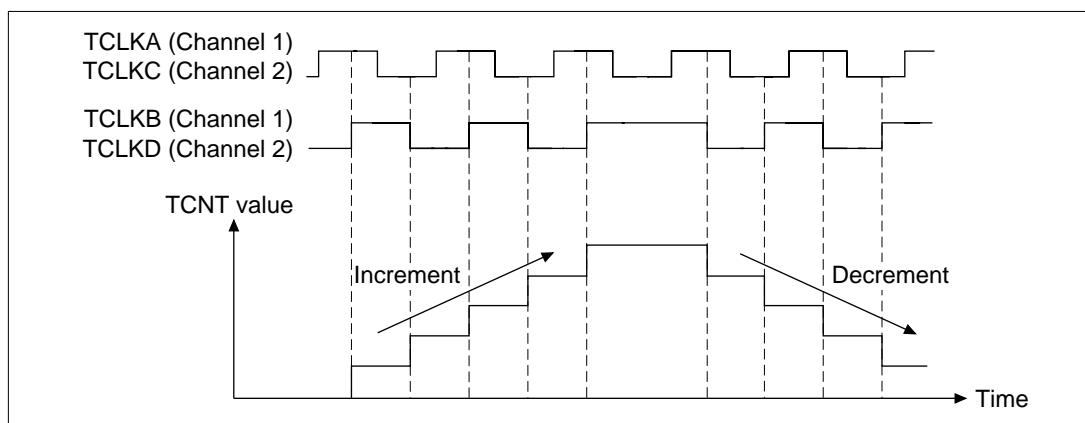 TCLKA (Channel 1)
TCLKC (Channel 2)
TCLKB (Channel 1)
TCLKD (Channel 2)
TCNT value
Increment
Decrement
Time